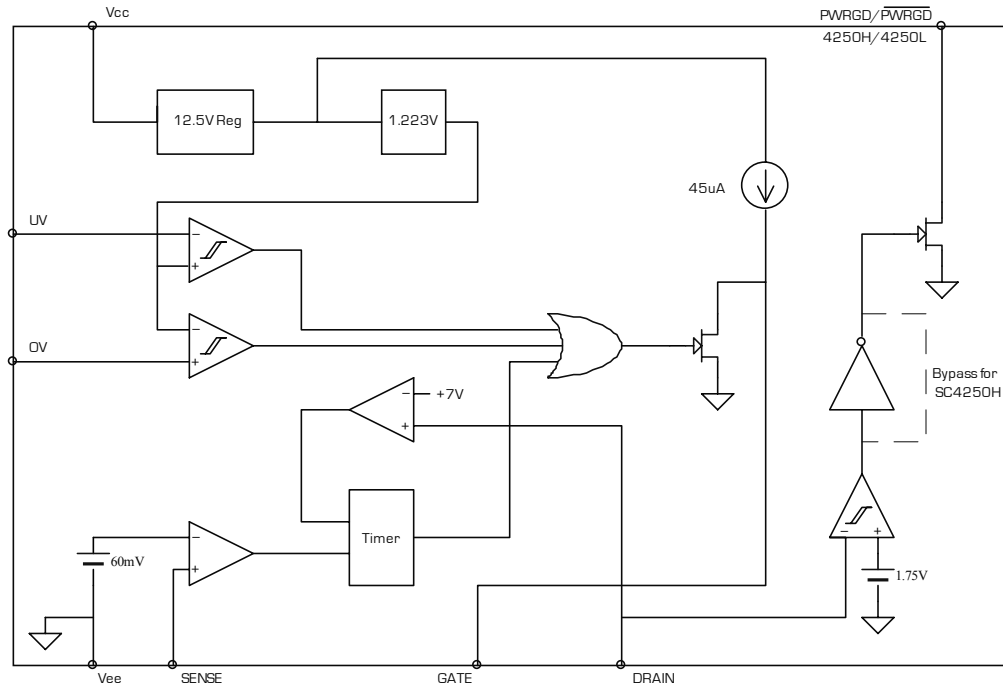 Vcc
PWRGD/PWRGD
4250H/4250L
12.5V Reg
1.223V
45uA
UV
−
+
−
OV
+
Bypass for
SC4250H
−
+7V
+
Timer
−
60mV
+
−
+
1.75V
Vee
SENSE
GATE
DRAIN